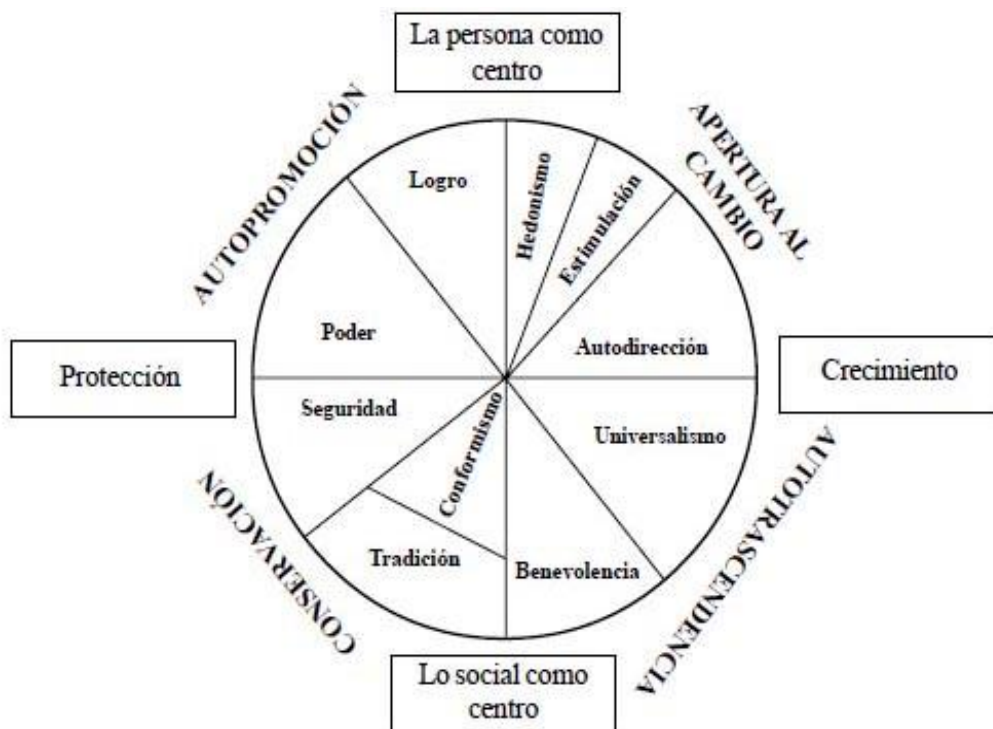 La persona como
centro
AUTOPROMOCIÓN
APERTURA AL
CAMBIO
Logro
Hedonismo
Estimulación
Poder
Autodirección
Protección
Crecimiento
Seguridad
Conformismo
Universalismo
Tradición
Benevolencia
CONSERVACIÓN
AUTOTRASCENDENCIA
Lo social como
centro